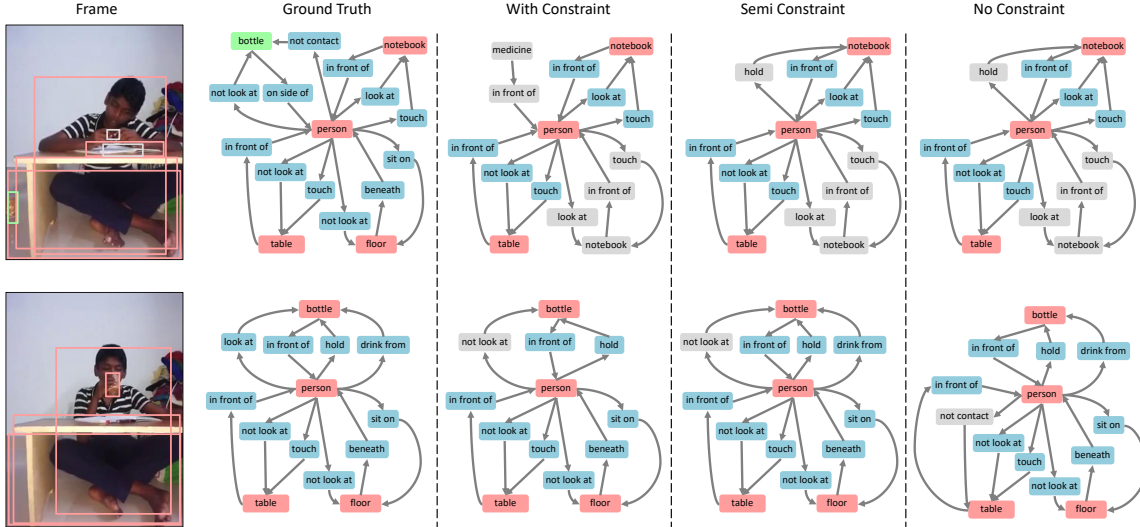 Frame
Ground Truth
With Constraint
Semi Constraint
No Constraint
bottle
not contact
notebook
in front of
not look at
on side of
look at
touch
person
in front of
sit on
not look at
touch
beneath
not look at
table
floor
medicine
notebook
in front of
in front of
look at
touch
person
in front of
touch
not look at
touch
in front of
look at
table
notebook
notebook
hold
in front of
look at
touch
person
in front of
touch
not look at
touch
in front of
look at
table
notebook
notebook
hold
in front of
look at
touch
person
in front of
touch
not look at
touch
in front of
look at
table
notebook
bottle
look at
in front of
hold
drink from
person
in front of
sit on
not look at
touch
beneath
not look at
table
floor
bottle
not look at
in front of
hold
person
in front of
sit on
not look at
touch
beneath
not look at
table
floor
bottle
not look at
in front of
hold
drink from
person
in front of
sit on
not look at
touch
beneath
not look at
table
floor
bottle
in front of
hold
drink from
in front of
person
not contact
sit on
not look at
touch
beneath
not look at
table
floor